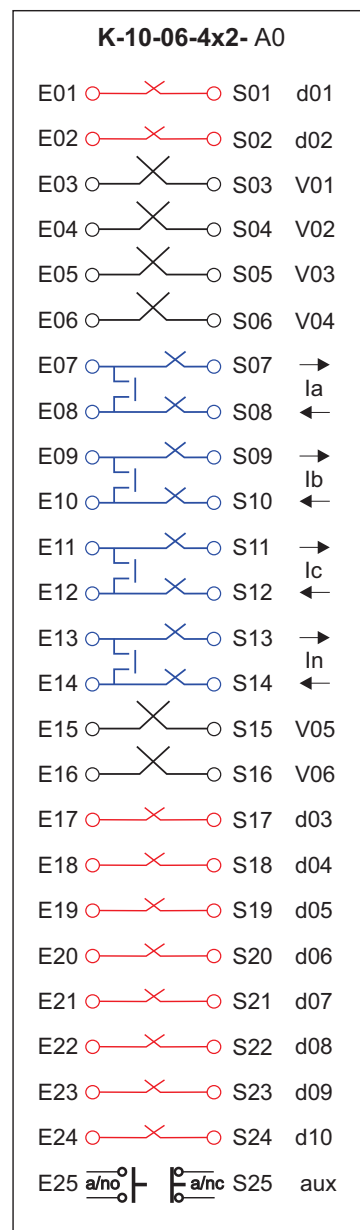 K-10-06-4x2- A0
E01 S01 d01
E02 S02 d02
E03 S03 V01
E04 S04 V02
E05 S05 V03
E06 S06 V04
E07 S07
Ia
E08 S08
E09 S09
Ib
E10 S10
E11 S11
Ic
E12 S12
E13 S13
In
E14 S14
E15 S15 V05
E16 S16 V06
E17 S17 d03
E18 S18 d04
E19 S19 d05
E20 S20 d06
E21 S21 d07
E22 S22 d08
E23 S23 d09
E24 S24 d10
E25 a/no a/nc S25 aux